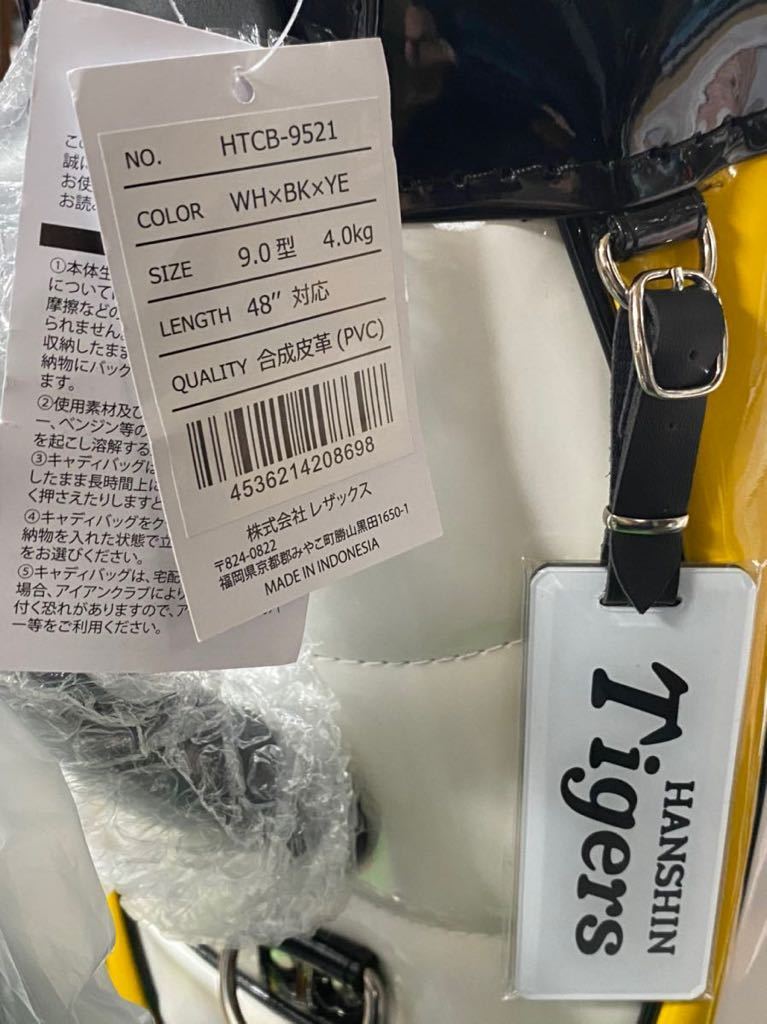 NO. HTCB-9521
COLOR WH×BK×YE
SIZE 9.0型 4.0kg
LENGTH 48″ 対応
QUALITY 合成皮革(PVC)
4536214208698
株式会社 レザックス
〒824-0822
福岡県京都郡みやこ町勝山黒田1650-1
MADE IN INDONESIA
誠に
お使
お読
①本体生
については
摩擦などの
られません
収納したまま
納物にバック
ます。
②使用素材及び
ー、ベンジン等の
を起こし溶解する
③キャディバッグは
したまま長時間上に
く押さえたりしますと
④キャディバッグをク
納物を入れた状態で立
をお選びください。
⑤キャディバッグは、宅配
場合、アイアンクラブにより
付く恐れがありますので、ア
ー等をご利用ください。
HANSHIN
Tigers